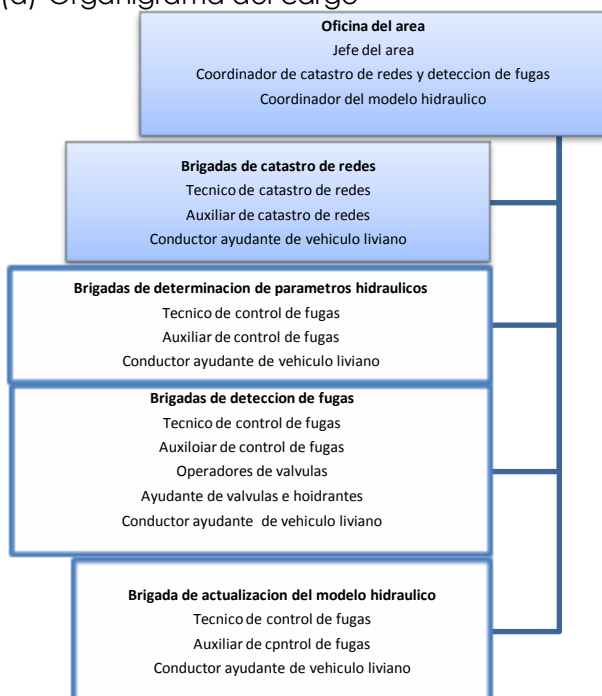 (a) Organigrama del cargo
Oficina del area
Jefe del area
Coordinador de catastro de redes y deteccion de fugas
Coordinador del modelo hidraulico
Brigadas de catastro de redes
Tecnico de catastro de redes
Auxiliar de catastro de redes
Conductor ayudante de vehiculo liviano
Brigadas de determinacion de parametros hidraulicos
Tecnico de control de fugas
Auxiliar de control de fugas
Conductor ayudante de vehiculo liviano
Brigadas de deteccion de fugas
Tecnico de control de fugas
Auxiloiar de control de fugas
Operadores de valvulas
Ayudante de valvulas e hoidrantes
Conductor ayudante de vehiculo liviano
Brigada de actualizacion del modelo hidraulico
Tecnico de control de fugas
Auxiliar de cpntrol de fugas
Conductor ayudante de vehiculo liviano